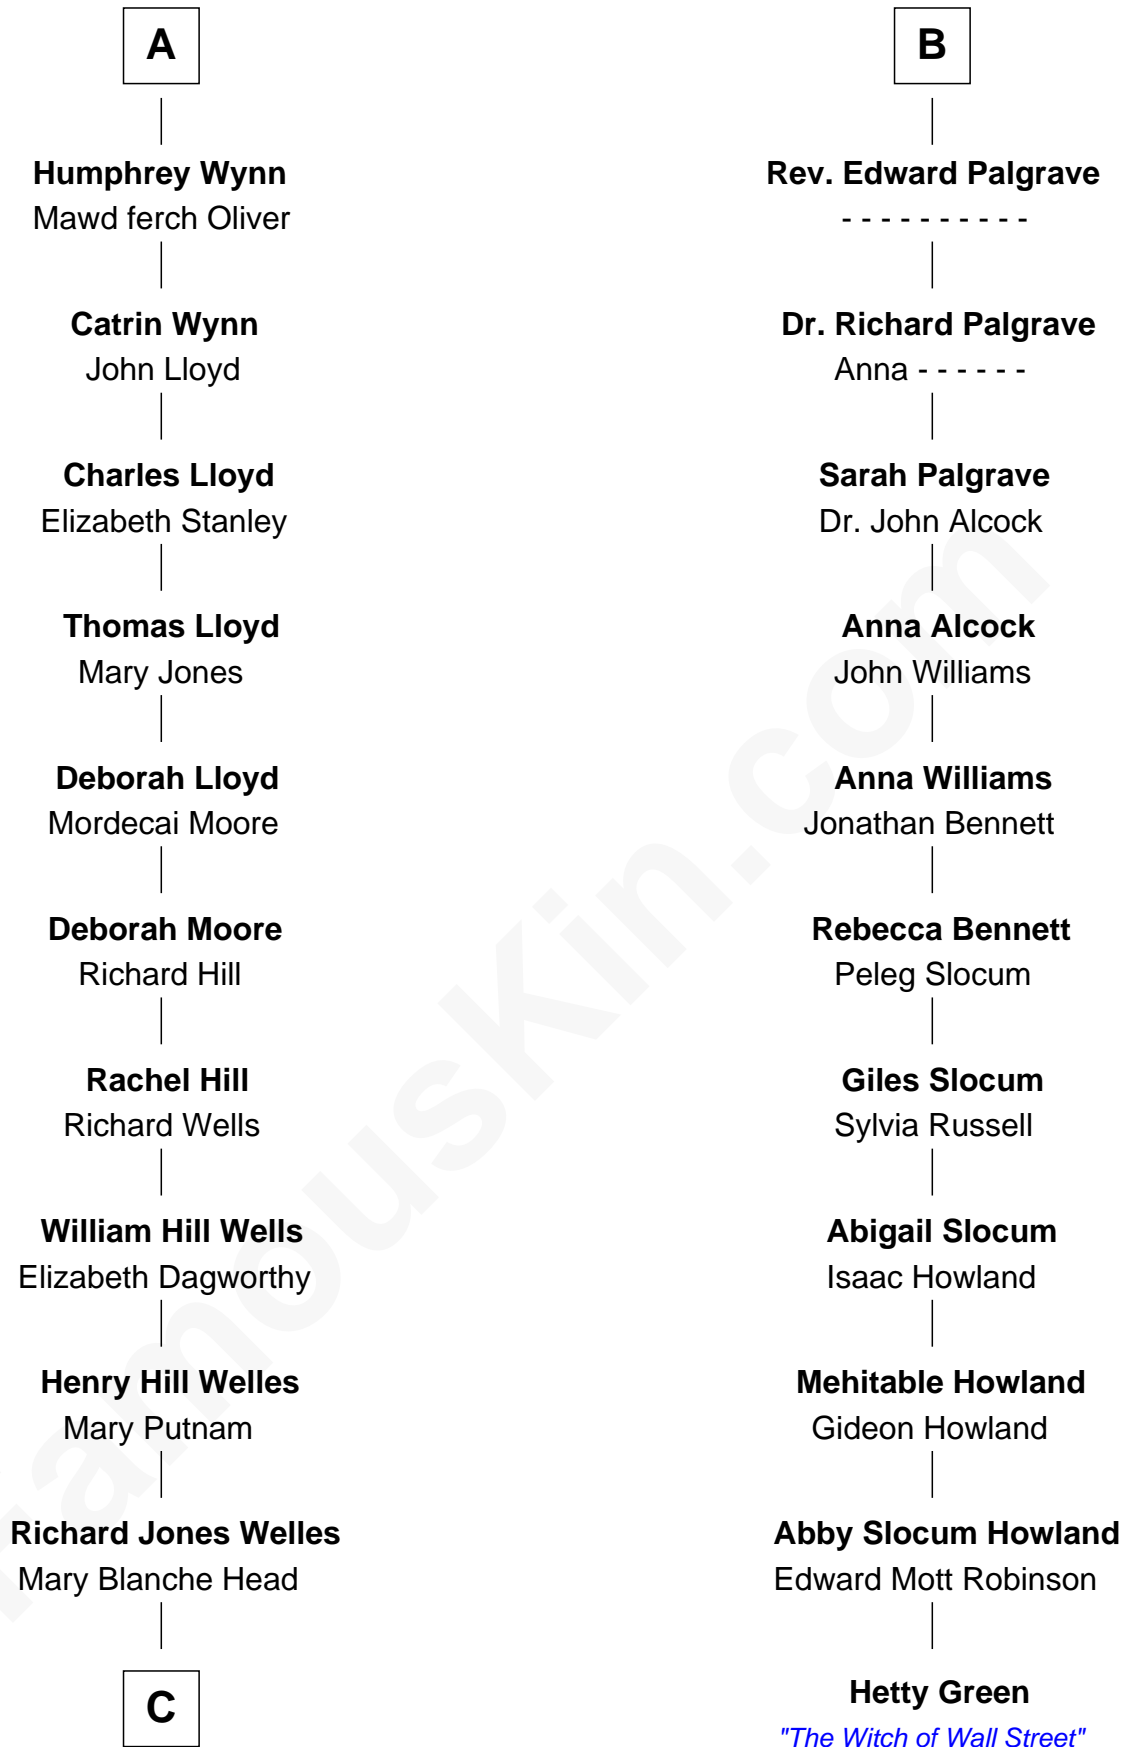 A
Humphrey Wynn
Mawd ferch Oliver
Catrin Wynn
John Lloyd
Charles Lloyd
Elizabeth Stanley
Thomas Lloyd
Mary Jones
Deborah Lloyd
Mordecai Moore
Deborah Moore
Richard Hill
Rachel Hill
Richard Wells
William Hill Wells
Elizabeth Dagworthy
Henry Hill Welles
Mary Putnam
Richard Jones Welles
Mary Blanche Head
C
B
Rev. Edward Palgrave
- - - - - - - - - -
Dr. Richard Palgrave
Anna - - - - - -
Sarah Palgrave
Dr. John Alcock
Anna Alcock
John Williams
Anna Williams
Jonathan Bennett
Rebecca Bennett
Peleg Slocum
Giles Slocum
Sylvia Russell
Abigail Slocum
Isaac Howland
Mehitable Howland
Gideon Howland
Abby Slocum Howland
Edward Mott Robinson
Hetty Green
"The Witch of Wall Street"
FamousKin.com